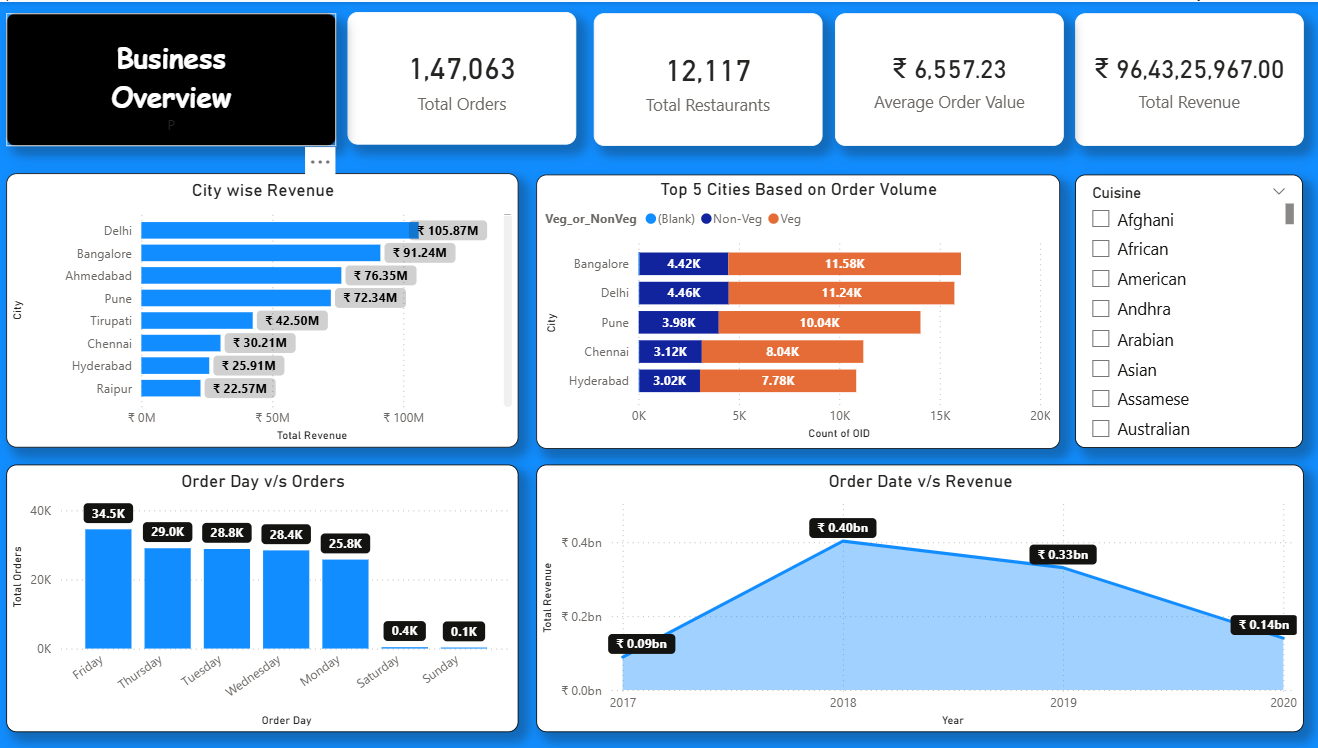 Business
Overview
P
1,47,063
Total Orders
12,117
Total Restaurants
₹ 6,557.23
Average Order Value
₹ 96,43,25,967.00
Total Revenue
City wise Revenue
City
Delhi ₹ 105.87M
Bangalore ₹ 91.24M
Ahmedabad ₹ 76.35M
Pune ₹ 72.34M
Tirupati ₹ 42.50M
Chennai ₹ 30.21M
Hyderabad ₹ 25.91M
Raipur ₹ 22.57M
₹ 0M ₹ 50M ₹ 100M
Total Revenue
Top 5 Cities Based on Order Volume
Veg_or_NonVeg (Blank) Non-Veg Veg
City
Bangalore 4.42K 11.58K
Delhi 4.46K 11.24K
Pune 3.98K 10.04K
Chennai 3.12K 8.04K
Hyderabad 3.02K 7.78K
0K 5K 10K 15K 20K
Count of OID
Cuisine
Afghani
African
American
Andhra
Arabian
Asian
Assamese
Australian
Order Day v/s Orders
Total Orders
40K
20K
0K
34.5K 29.0K 28.8K 28.4K 25.8K 0.4K 0.1K
Friday Thursday Tuesday Wednesday Monday Saturday Sunday
Order Day
Order Date v/s Revenue
Total Revenue
₹ 0.4bn
₹ 0.2bn
₹ 0.0bn
₹ 0.09bn ₹ 0.40bn ₹ 0.33bn ₹ 0.14bn
2017 2018 2019 2020
Year